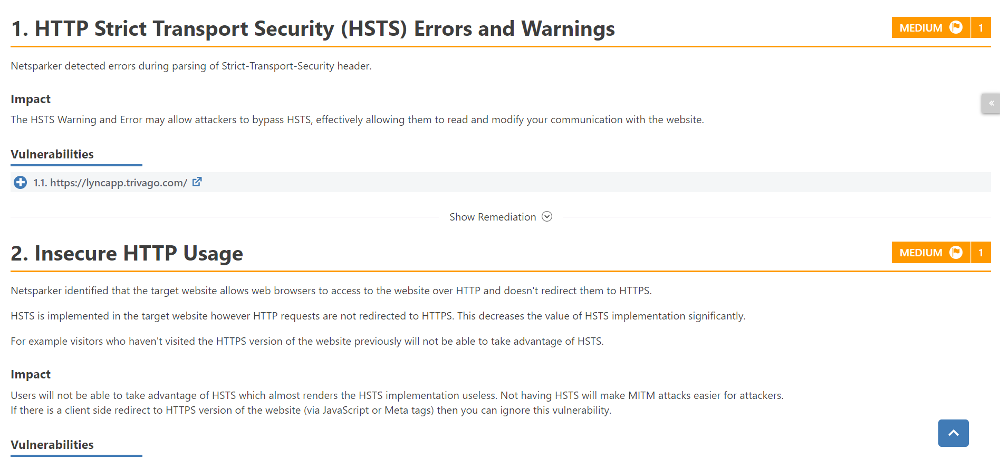 1. HTTP Strict Transport Security (HSTS) Errors and Warnings
MEDIUM 1
Netsparker detected errors during parsing of Strict-Transport-Security header.
Impact
The HSTS Warning and Error may allow attackers to bypass HSTS, effectively allowing them to read and modify your communication with the website.
Vulnerabilities
1.1. https://lyncapp.trivago.com/
Show Remediation
2. Insecure HTTP Usage
MEDIUM 1
Netsparker identified that the target website allows web browsers to access to the website over HTTP and doesn't redirect them to HTTPS.
HSTS is implemented in the target website however HTTP requests are not redirected to HTTPS. This decreases the value of HSTS implementation significantly.
For example visitors who haven't visited the HTTPS version of the website previously will not be able to take advantage of HSTS.
Impact
Users will not be able to take advantage of HSTS which almost renders the HSTS implementation useless. Not having HSTS will make MITM attacks easier for attackers.
If there is a client side redirect to HTTPS version of the website (via JavaScript or Meta tags) then you can ignore this vulnerability.
Vulnerabilities